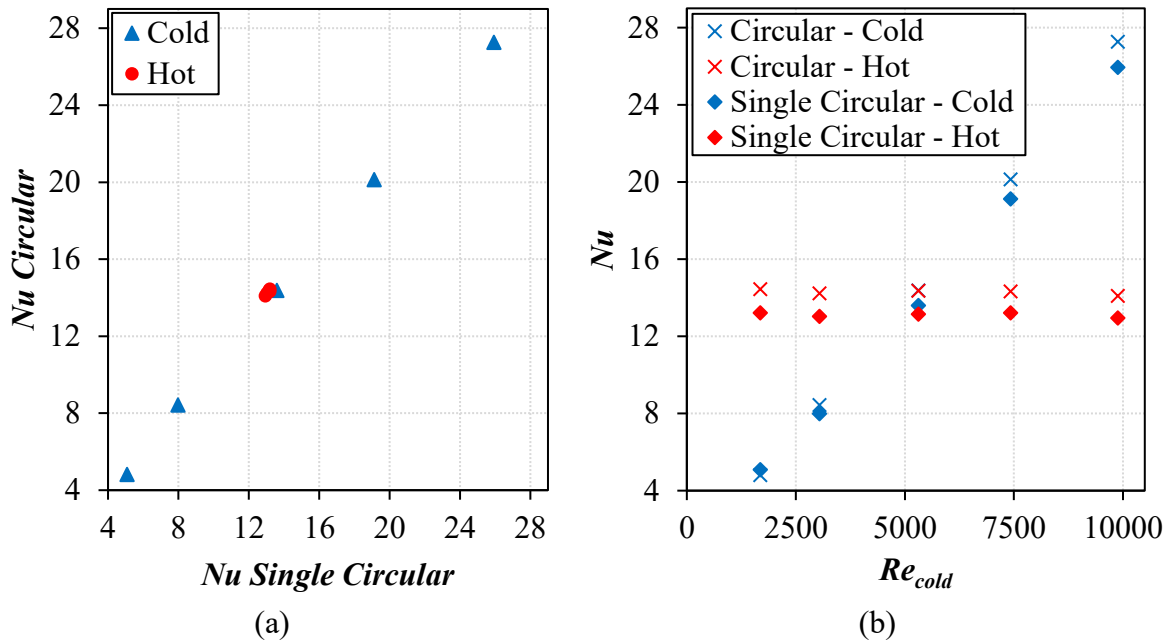 Cold
Hot
28
24
20
16
12
8
4
4 8 12 16 20 24 28
Nu Circular
Nu Single Circular
(a)
Circular - Cold
Circular - Hot
Single Circular - Cold
Single Circular - Hot
28
24
20
16
12
8
4
0 2500 5000 7500 10000
Nu
Re_cold
(b)